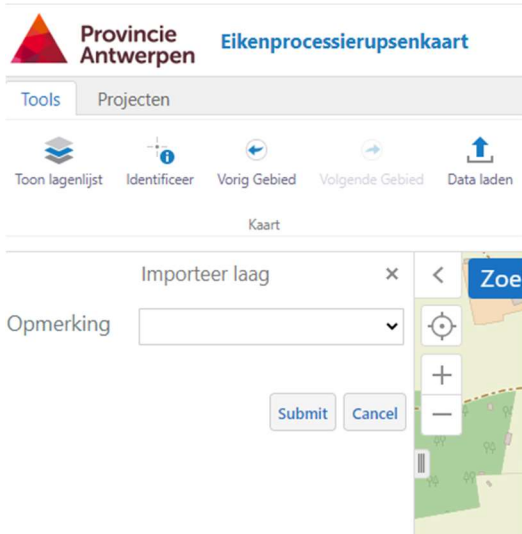 Provincie
Antwerpen
Eikenprocessierupsenkaart
Tools Projecten
Toon lagenlijst Identificeer Vorig Gebied Volgende Gebied Data laden
Kaart
Importeer laag
Zoe
Opmerking
Submit Cancel